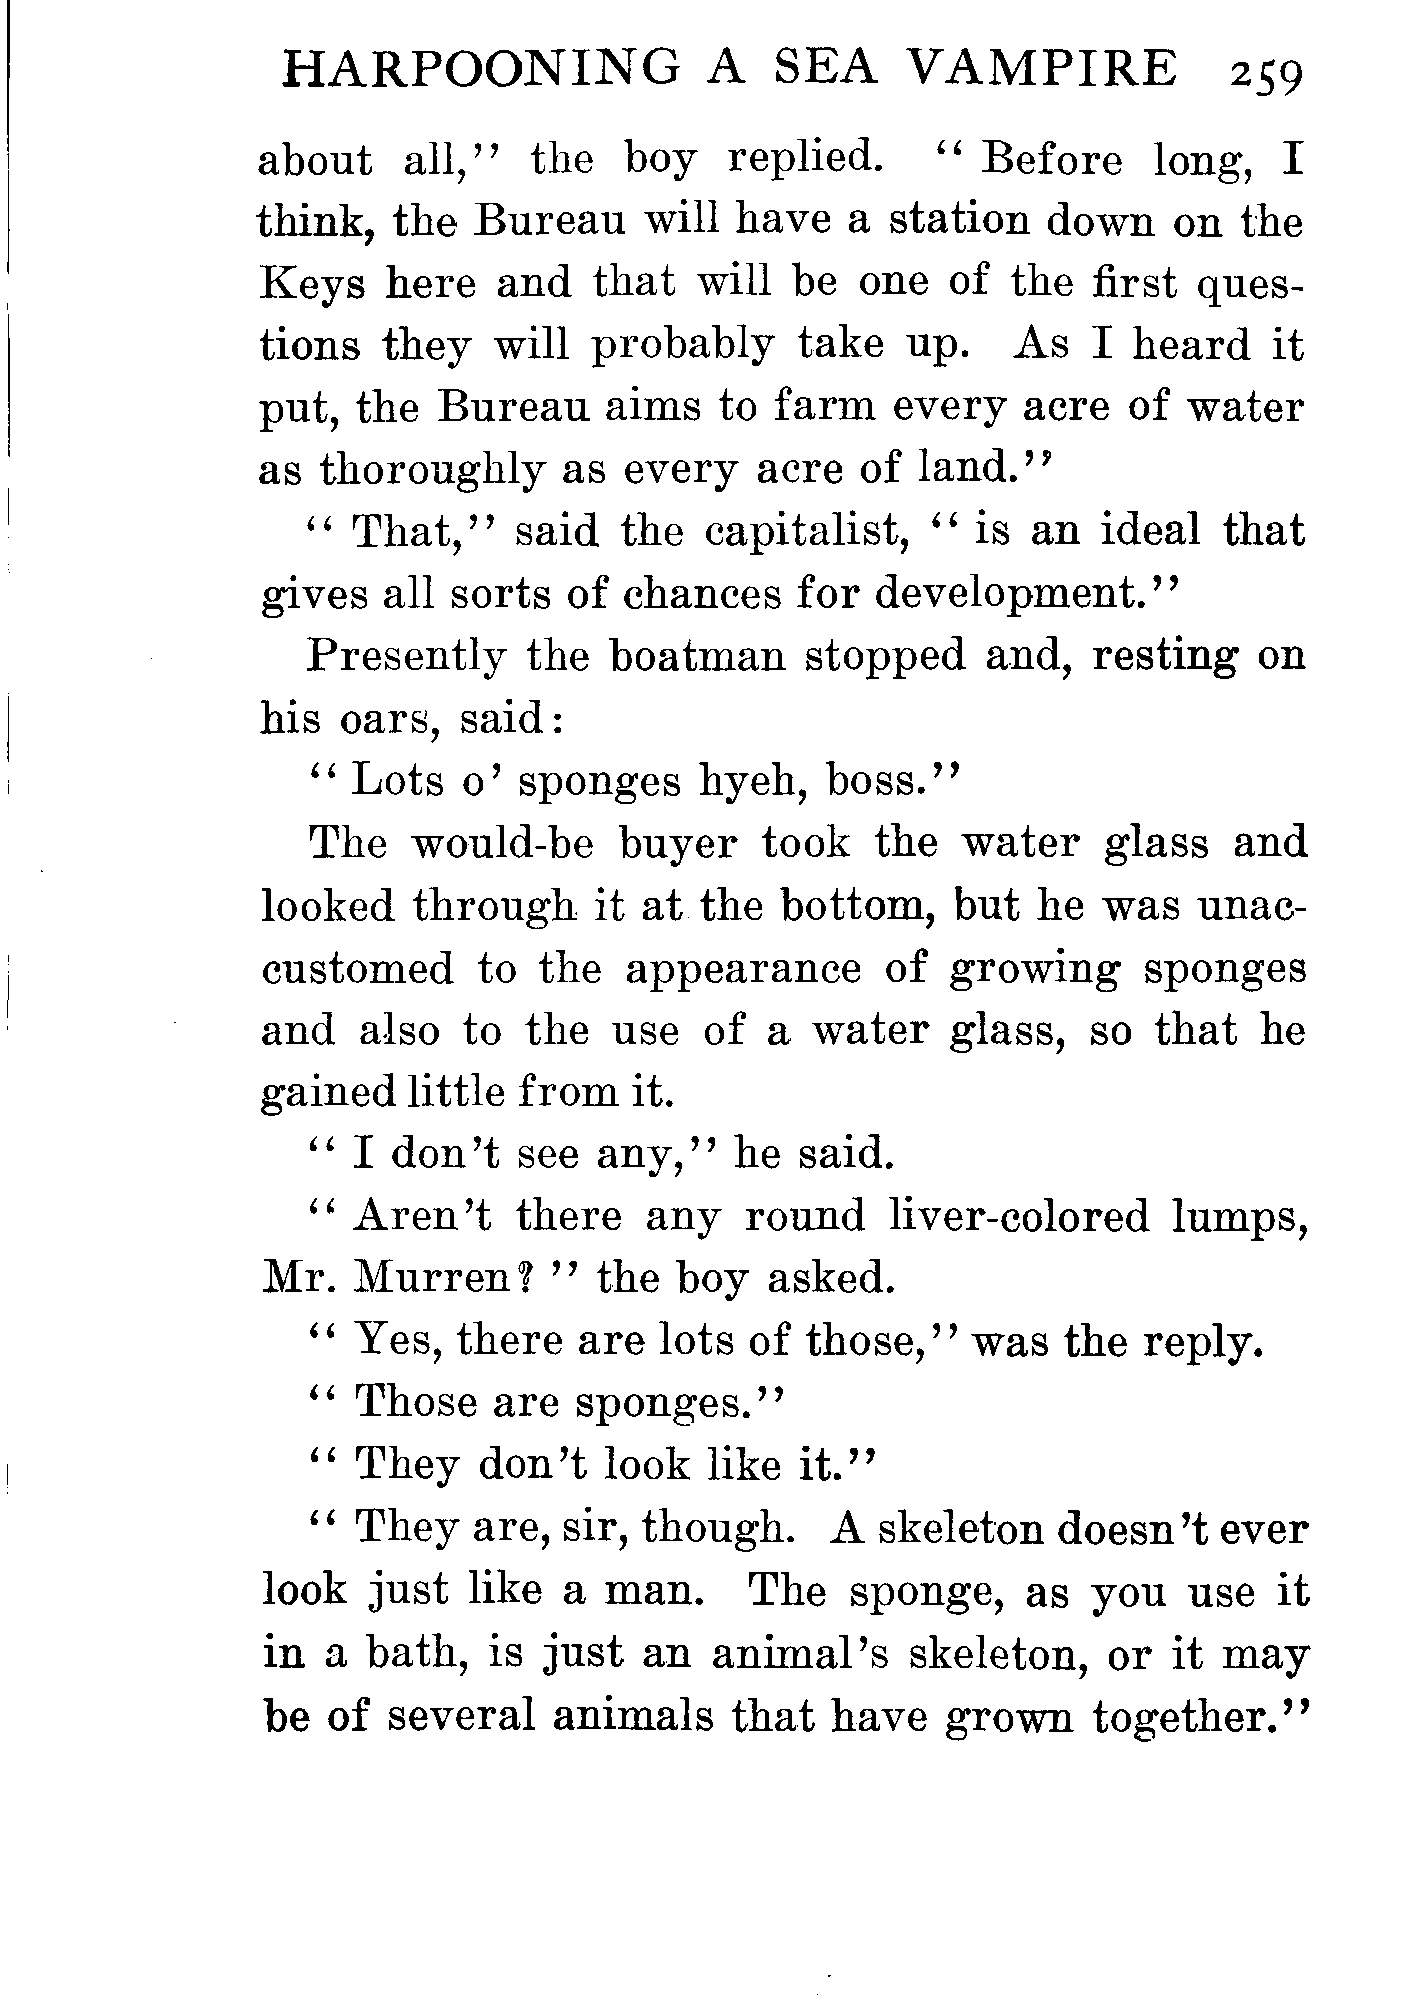 HARPOONING A SEA VAMPIRE 259
about all,’’ the boy replied. ‘‘ Before long, I
think, the Bureau will have a station down on the
Keys here and that will be one of the first ques-
tions they will probably take up. As I heard it
put, the Bureau aims to farm every acre of water
as thoroughly as every acre of land.’’
‘‘ That,’’ said the capitalist, ‘‘ is an ideal that
gives all sorts of chances for development.’’
Presently the boatman stopped and, resting on
his oars, said:
‘‘ Lots o’ sponges hyeh, boss.’’
The would-be buyer took the water glass and
looked through it at the bottom, but he was unac-
customed to the appearance of growing sponges
and also to the use of a water glass, so that he
gained little from it.
‘‘ I don’t see any,’’ he said.
‘‘ Aren’t there any round liver-colored lumps,
Mr. Murren? ’’ the boy asked.
‘‘ Yes, there are lots of those,’’ was the reply.
‘‘ Those are sponges.’’
‘‘ They don’t look like it.’’
‘‘ They are, sir, though. A skeleton doesn’t ever
look just like a man. The sponge, as you use it
in a bath, is just an animal’s skeleton, or it may
be of several animals that have grown together.’’